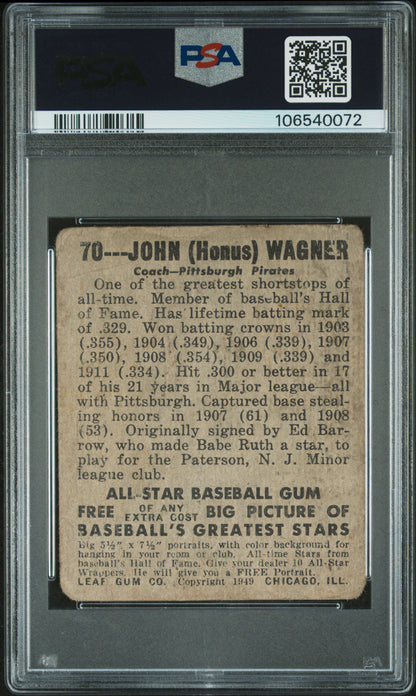 PSA
PSA
106540072
70---JOHN (Honus) WAGNER
Coach—Pittsburgh Pirates
One of the greatest shortstops of
all-time. Member of baseball's Hall
of Fame. Has lifetime batting mark
of .329. Won batting crowns in 1903
(.355), 1904 (.349), 1906 (.339), 1907
(.350), 1908 (.354), 1909 (.339) and
1911 (.334). Hit .300 or better in 17
of his 21 years in Major league—all
with Pittsburgh. Captured base steal-
ing honors in 1907 (61) and 1908
(53). Originally signed by Ed Bar-
row, who made Babe Ruth a star, to
play for the Paterson, N. J. Minor
league club.
ALL-STAR BASEBALL GUM
FREE OF ANY EXTRA COST BIG PICTURE OF
BASEBALL'S GREATEST STARS
Big 5½" x 7½" portraits, with color background for
hanging in your room or club. All-time Stars from
baseball's Hall of Fame. Give your dealer 10 All-Star
Wrappers. He will give you a FREE Portrait.
LEAF GUM CO. Copyright 1949 CHICAGO, ILL.